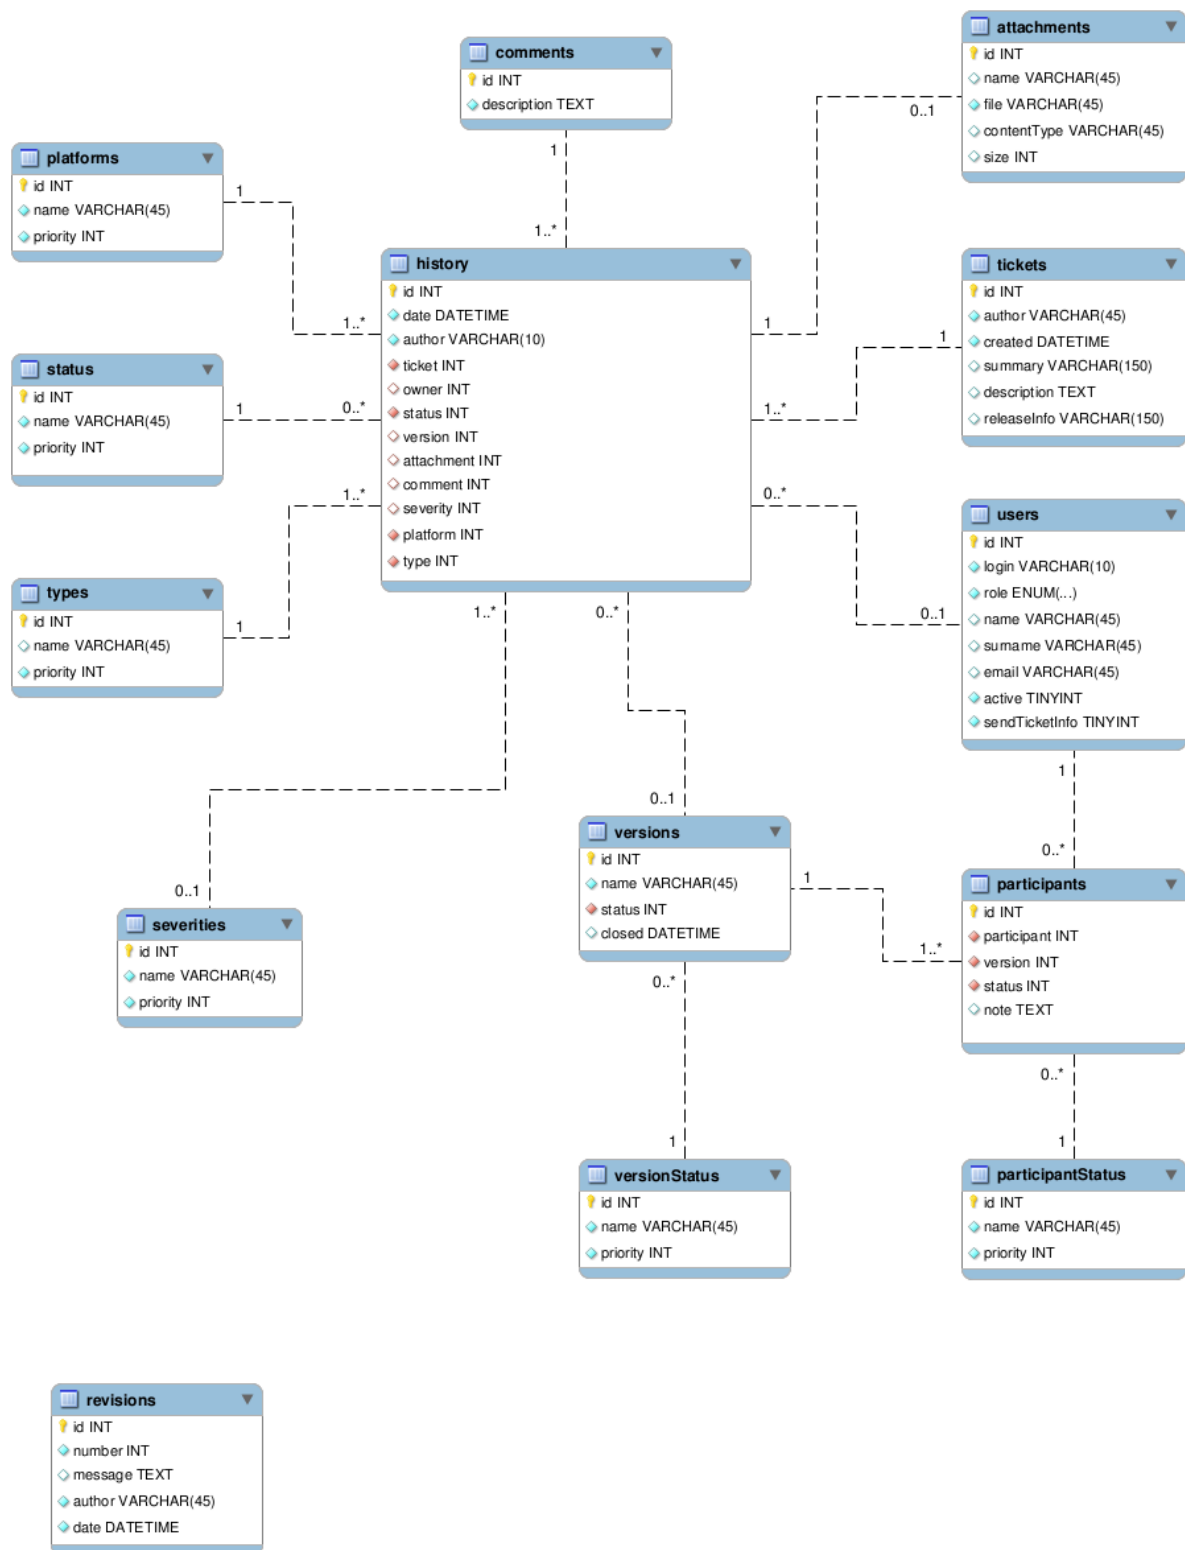 comments
id INT
description TEXT
1
1..*
attachments
id INT
name VARCHAR(45)
file VARCHAR(45)
contentType VARCHAR(45)
size INT
0..1
1
platforms
id INT
name VARCHAR(45)
priority INT
1
1..*
history
id INT
date DATETIME
author VARCHAR(10)
ticket INT
owner INT
status INT
version INT
attachment INT
comment INT
severity INT
platform INT
type INT
tickets
id INT
author VARCHAR(45)
created DATETIME
summary VARCHAR(150)
description TEXT
releaseInfo VARCHAR(150)
1
1..*
status
id INT
name VARCHAR(45)
priority INT
1
0..*
users
id INT
login VARCHAR(10)
role ENUM(...)
name VARCHAR(45)
surname VARCHAR(45)
email VARCHAR(45)
active TINYINT
sendTicketInfo TINYINT
0..*
0..1
types
id INT
name VARCHAR(45)
priority INT
1
1..*
1..*
0..*
0..1
0..1
1
0..*
severities
id INT
name VARCHAR(45)
priority INT
versions
id INT
name VARCHAR(45)
status INT
closed DATETIME
1
1..*
participants
id INT
participant INT
version INT
status INT
note TEXT
0..*
1
0..*
1
versionStatus
id INT
name VARCHAR(45)
priority INT
participantStatus
id INT
name VARCHAR(45)
priority INT
revisions
id INT
number INT
message TEXT
author VARCHAR(45)
date DATETIME